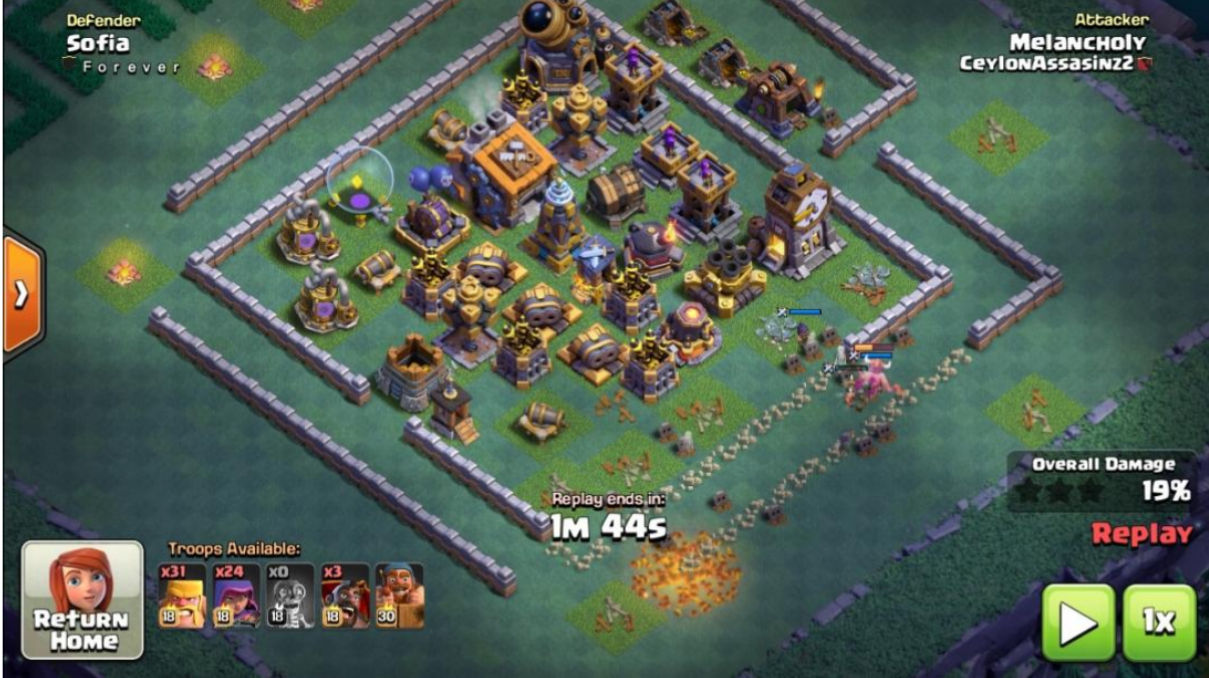 Defender
Sofia
Forever
Attacker
Melancholy
CeylonAssasinz2
Overall Damage
19%
Replay
Replay ends in:
1M 44s
Troops Available:
x31
x24
x0
x3
18
18
18
18
30
Return
Home
1x